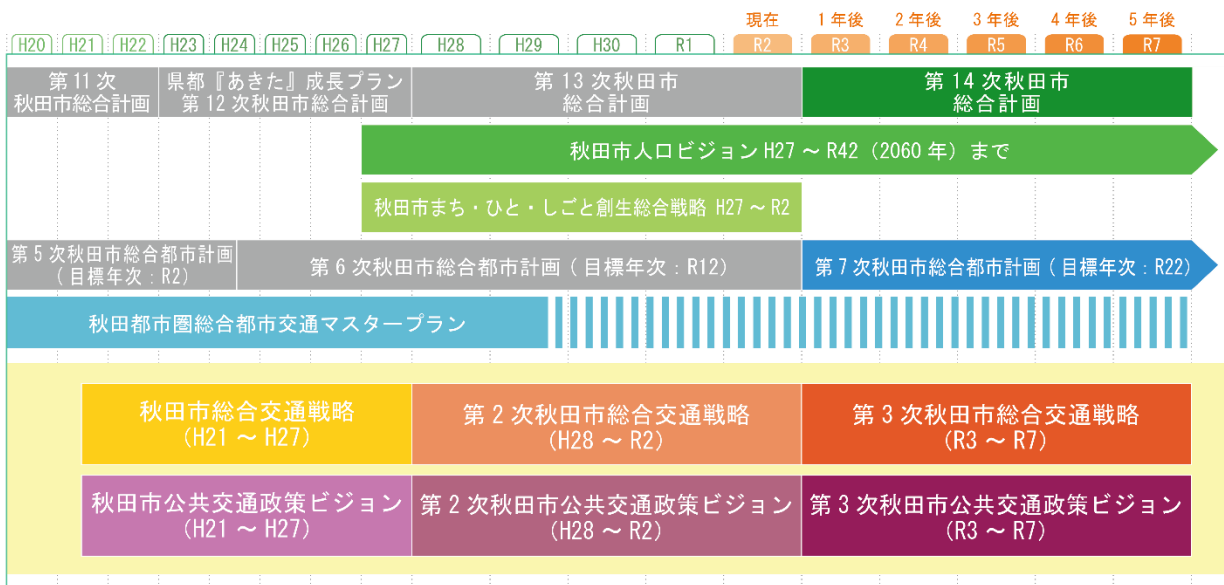 現在 1年後 2年後 3年後 4年後 5年後
H20 H21 H22 H23 H24 H25 H26 H27 H28 H29 H30 R1 R2 R3 R4 R5 R6 R7
第11次
秋田市総合計画
県都『あきた』成長プラン
第12次秋田市総合計画
第13次秋田市
総合計画
第14次秋田市
総合計画
秋田市人口ビジョン H27 ～ R42（2060年）まで
秋田市まち・ひと・しごと創生総合戦略 H27 ～ R2
第5次秋田市総合都市計画
(目標年次：R2)
第6次秋田市総合都市計画(目標年次：R12)
第7次秋田市総合都市計画(目標年次：R22)
秋田都市圏総合都市交通マスタープラン
秋田市総合交通戦略
(H21 ～ H27)
第2次秋田市総合交通戦略
(H28 ～ R2)
第3次秋田市総合交通戦略
(R3 ～ R7)
秋田市公共交通政策ビジョン
(H21 ～ H27)
第2次秋田市公共交通政策ビジョン
(H28 ～ R2)
第3次秋田市公共交通政策ビジョン
(R3 ～ R7)